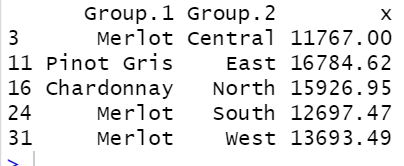 Group.1 Group.2 x
3 Merlot Central 11767.00
11 Pinot Gris East 16784.62
16 Chardonnay North 15926.95
24 Merlot South 12697.47
31 Merlot West 13693.49
>